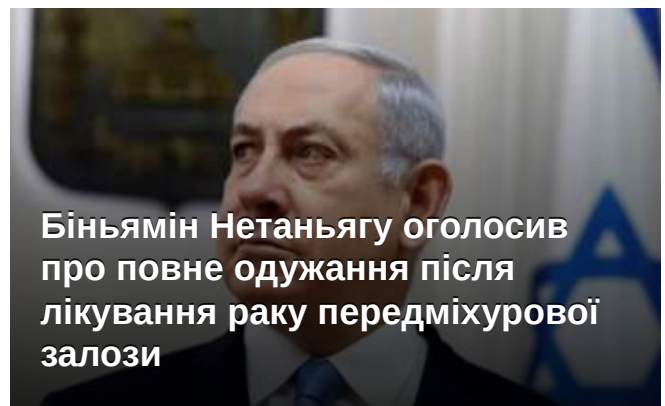 Біньямін Нетаньягу оголосив
про повне одужання після
лікування раку передміхурової
залози